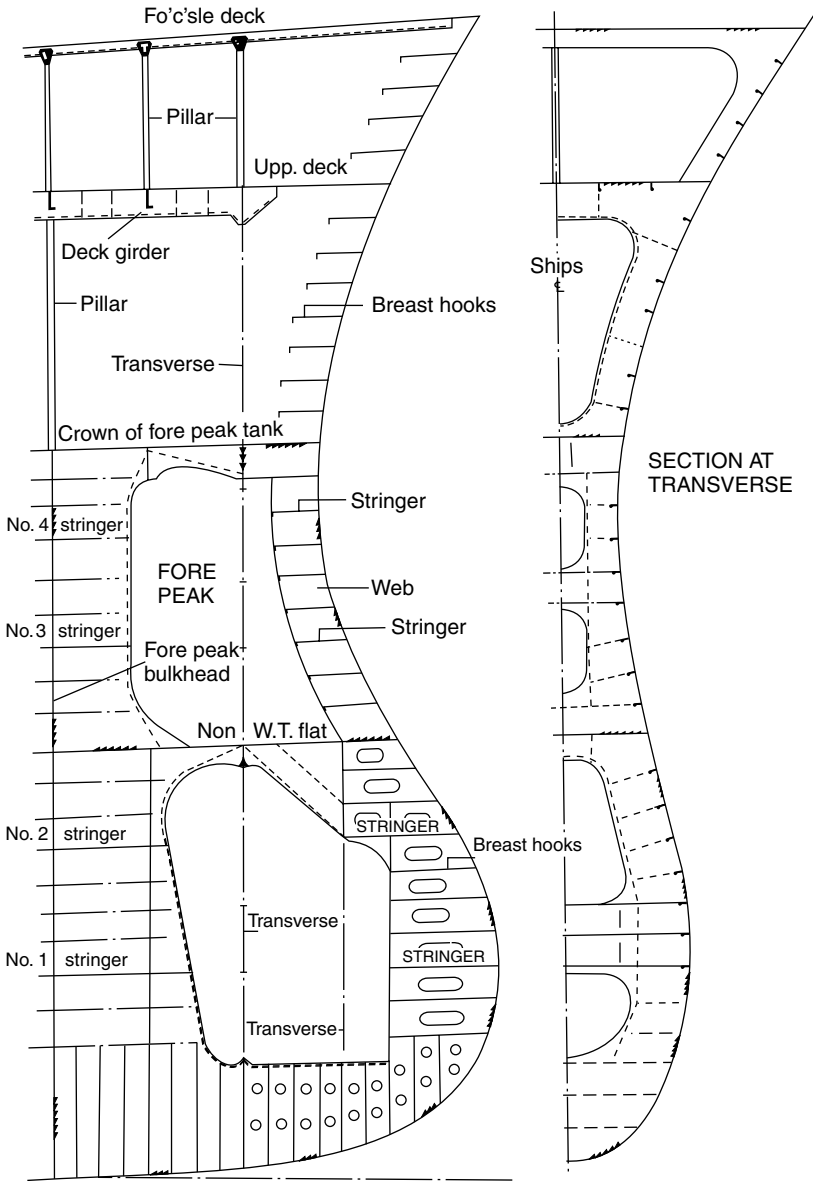 Fo'c'sle deck
Pillar
Upp. deck
Deck girder
Ships
℄
Pillar
Breast hooks
Transverse
Crown of fore peak tank
SECTION AT
TRANSVERSE
Stringer
No. 4 stringer
FORE
PEAK
Web
No.3 stringer
Stringer
Fore peak
bulkhead
Non W.T. flat
No. 2 stringer
STRINGER
Breast hooks
Transverse
No. 1 stringer
STRINGER
Transverse